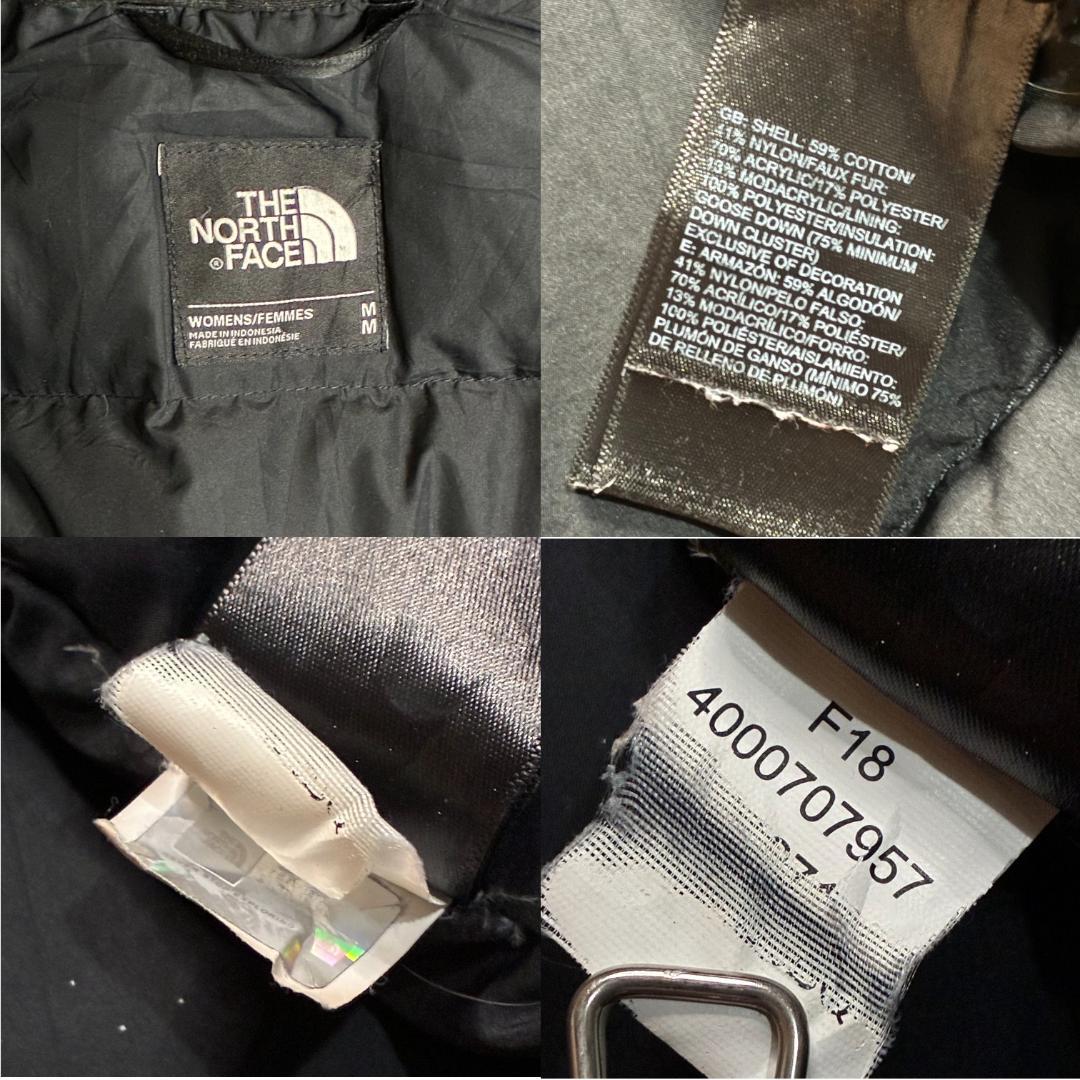 THE
NORTH
® FACE
WOMENS/FEMMES M
MADE IN INDONESIA M
FABRIQUÉ EN INDONÉSIE
GB: SHELL: 59% COTTON/
41% NYLON/FAUX FUR:
70% ACRYLIC/17% POLYESTER/
13% MODACRYLIC/LINING:
100% POLYESTER/INSULATION:
GOOSE DOWN (75% MINIMUM
DOWN CLUSTER)
EXCLUSIVE OF DECORATION
E: ARMAZÓN: 59% ALGODÓN/
41% NYLON/PELO FALSO:
70% ACRÍLICO/17% POLIÉSTER/
13% MODACRÍLICO/FORRO:
100% POLIÉSTER/AISLAMIENTO:
PLUMÓN DE GANSO (MÍNIMO 75%
DE RELLENO DE PLUMÓN)
F18
4000707957